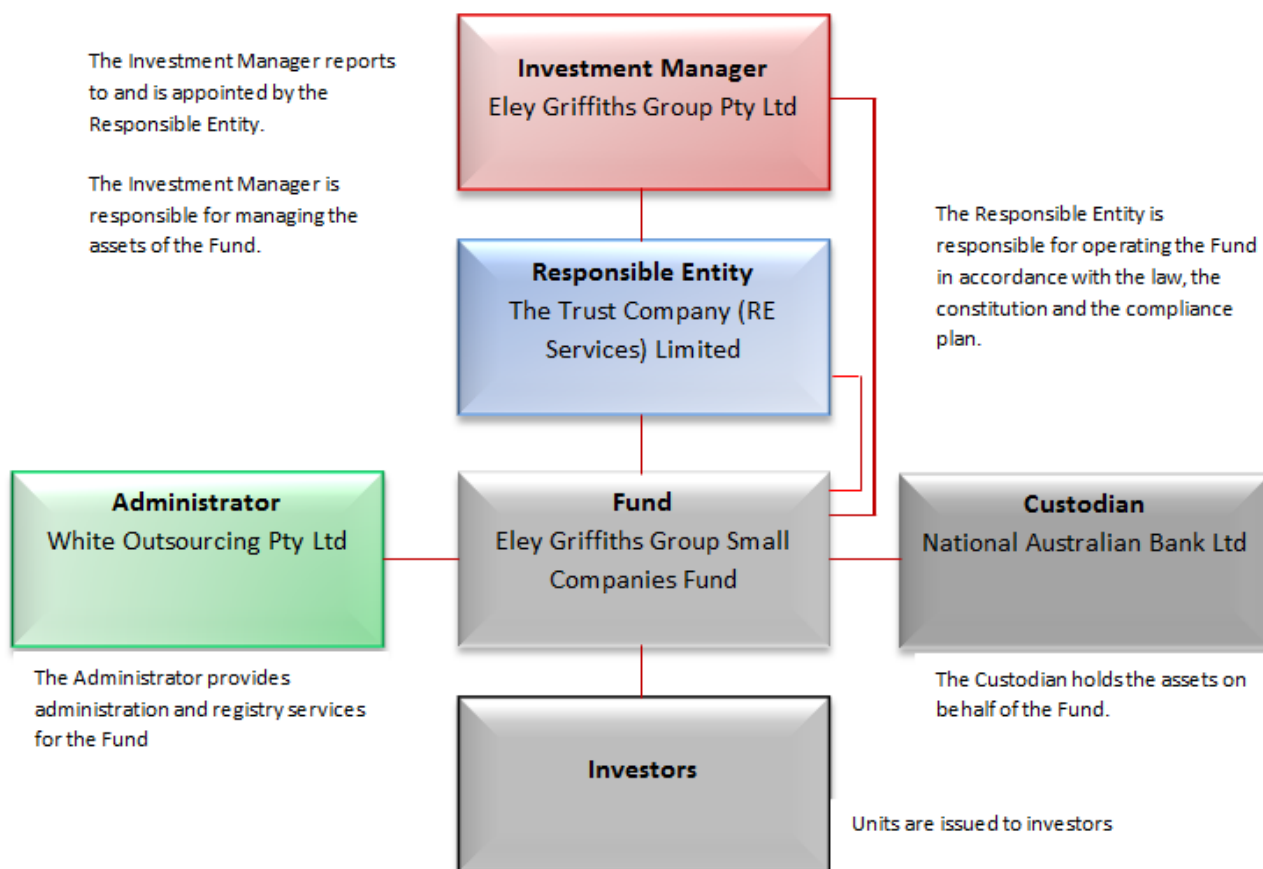 The Investment Manager reports
to and is appointed by the
Responsible Entity.
The Investment Manager is
responsible for managing the
assets of the Fund.
Investment Manager
Eley Griffiths Group Pty Ltd
The Responsible Entity is
responsible for operating the Fund
in accordance with the law, the
constitution and the compliance
plan.
Responsible Entity
The Trust Company (RE
Services) Limited
Administrator
White Outsourcing Pty Ltd
Fund
Eley Griffiths Group Small
Companies Fund
Custodian
National Australian Bank Ltd
The Administrator provides
administration and registry services
for the Fund
The Custodian holds the assets on
behalf of the Fund.
Investors
Units are issued to investors